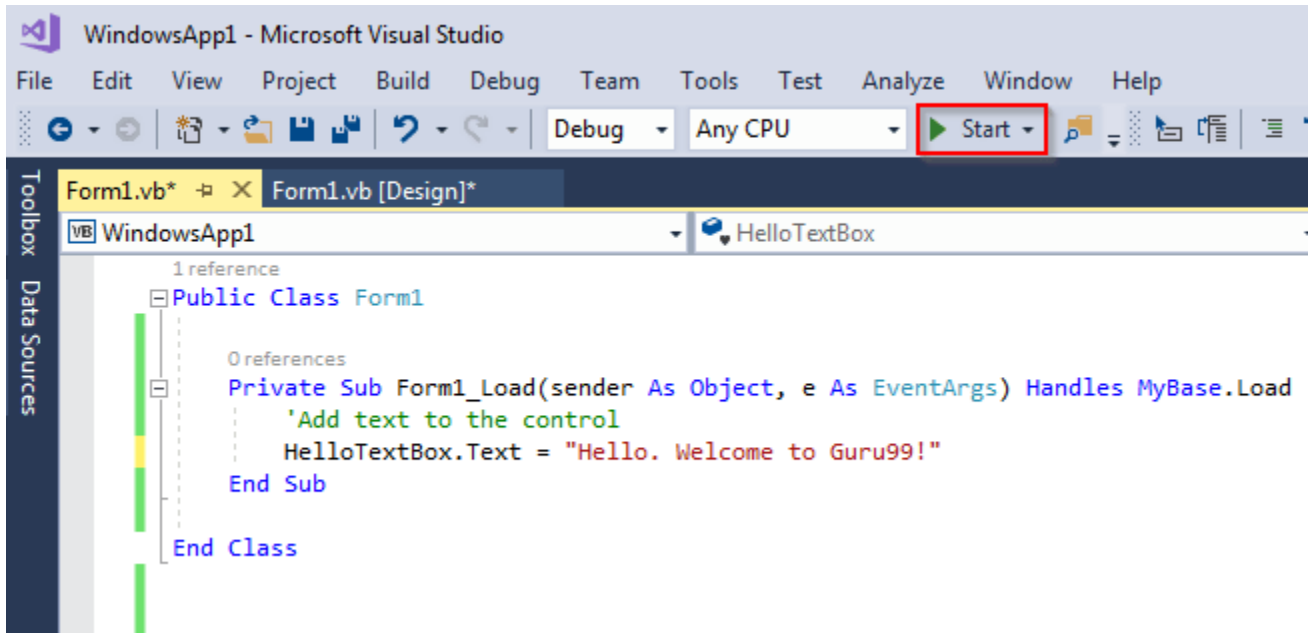 WindowsApp1 - Microsoft Visual Studio
File Edit View Project Build Debug Team Tools Test Analyze Window Help
Debug Any CPU Start
Toolbox
Data Sources
Form1.vb* Form1.vb [Design]*
VB WindowsApp1 HelloTextBox
1 reference
Public Class Form1
0 references
Private Sub Form1_Load(sender As Object, e As EventArgs) Handles MyBase.Load
'Add text to the control
HelloTextBox.Text = "Hello. Welcome to Guru99!"
End Sub
End Class